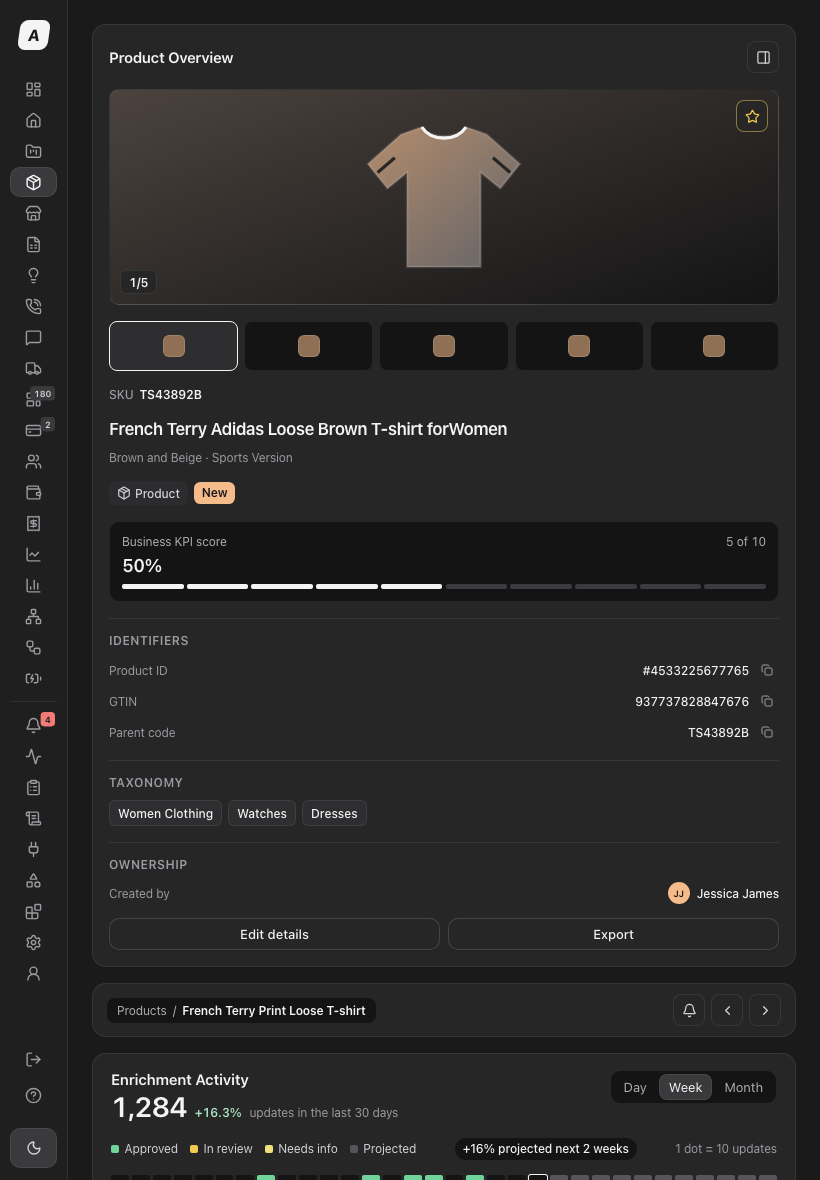 A
Product Overview
1/5
SKU TS43892B
French Terry Adidas Loose Brown T-shirt forWomen
Brown and Beige · Sports Version
Product New
Business KPI score 5 of 10
50%
IDENTIFIERS
Product ID #4533225677765
GTIN 937737828847676
Parent code TS43892B
TAXONOMY
Women Clothing Watches Dresses
OWNERSHIP
Created by JJ Jessica James
Edit details Export
180
2
4
Products / French Terry Print Loose T-shirt
Enrichment Activity
Day Week Month
1,284 +16.3% updates in the last 30 days
Approved In review Needs info Projected +16% projected next 2 weeks 1 dot = 10 updates